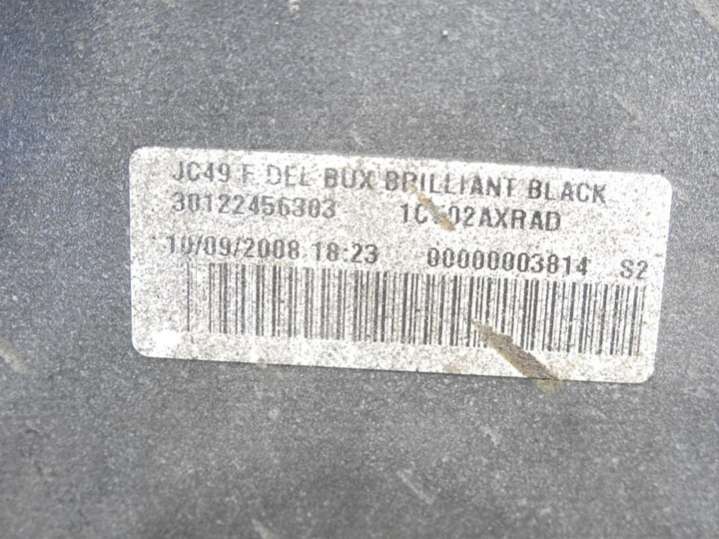 JC49 F DEL BUX BRILLIANT BLACK
30122456303
10/09/2008 18:23 00000003814 S2